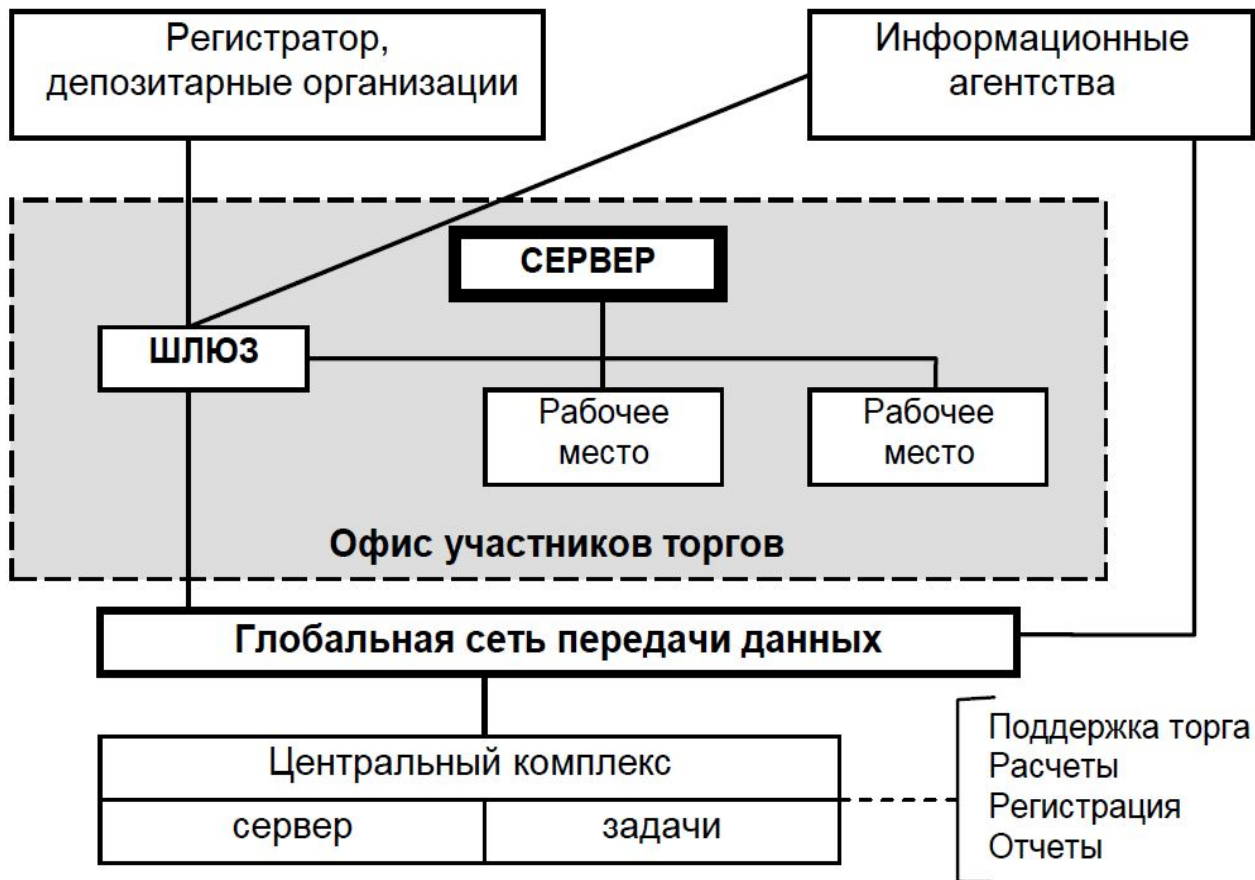 Регистратор,
депозитарные организации
Информационные
агентства
СЕРВЕР
ШЛЮЗ
Рабочее
место
Рабочее
место
Офис участников торгов
Глобальная сеть передачи данных
Центральный комплекс
сервер
задачи
Поддержка торга
Расчеты
Регистрация
Отчеты